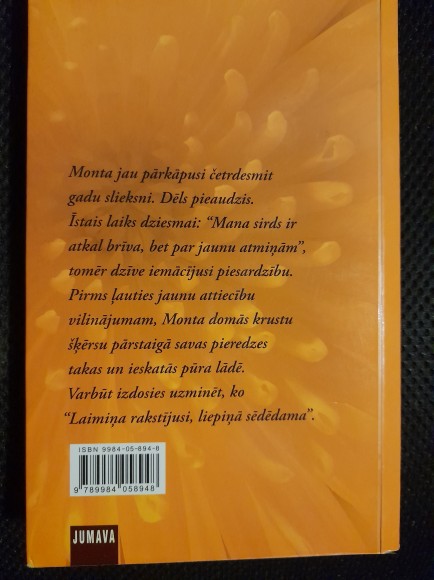 Monta jau pārkāpusi četrdesmit
gadu slieksni. Dēls pieaudzis.
Īstais laiks dziesmai: “Mana sirds ir
atkal brīva, bet par jaunu atmiņām”,
tomēr dzīve iemācījusi piesardzību.
Pirms ļauties jaunu attiecību
vilinājumam, Monta domās krustu
šķērsu pārstaigā savas pieredzes
takas un ieskatās pūra lādē.
Varbūt izdosies uzminēt, ko
“Laimiņa rakstījusi, liepiņā sēdēdama”.
ISBN 9984-05-894-8
9 789984 058948
JUMAVA